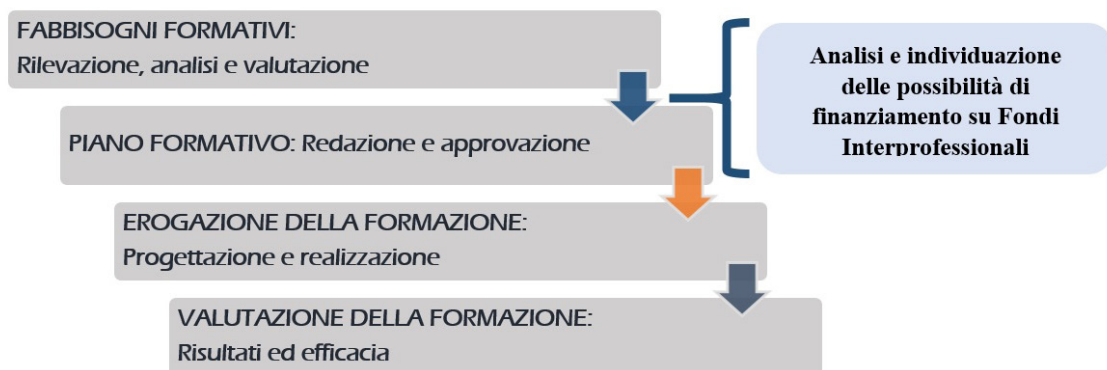 FABBISOGNI FORMATIVI:
Rilevazione, analisi e valutazione
PIANO FORMATIVO: Redazione e approvazione
EROGAZIONE DELLA FORMAZIONE:
Progettazione e realizzazione
VALUTAZIONE DELLA FORMAZIONE:
Risultati ed efficacia
Analisi e individuazione
delle possibilità di
finanziamento su Fondi
Interprofessionali